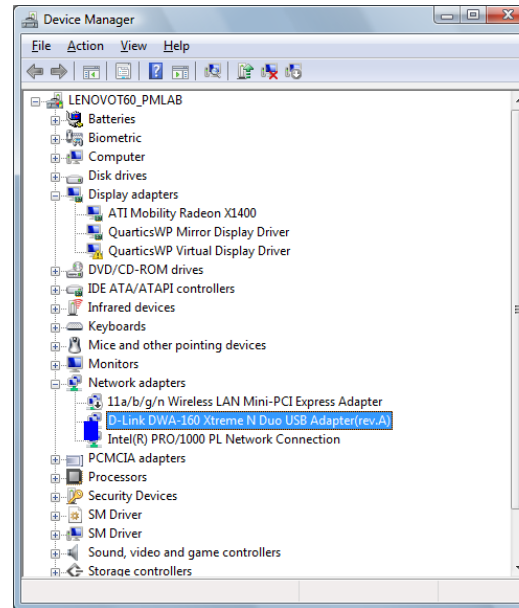 Device Manager
File Action View Help
LENOVOT60_PMLAB
Batteries
Biometric
Computer
Disk drives
Display adapters
ATI Mobility Radeon X1400
QuarticsWP Mirror Display Driver
QuarticsWP Virtual Display Driver
DVD/CD-ROM drives
IDE ATA/ATAPI controllers
Infrared devices
Keyboards
Mice and other pointing devices
Monitors
Network adapters
11a/b/g/n Wireless LAN Mini-PCI Express Adapter
D-Link DWA-160 Xtreme N Duo USB Adapter(rev.A)
Intel(R) PRO/1000 PL Network Connection
PCMCIA adapters
Processors
Security Devices
SM Driver
SM Driver
Sound, video and game controllers
Storage controllers